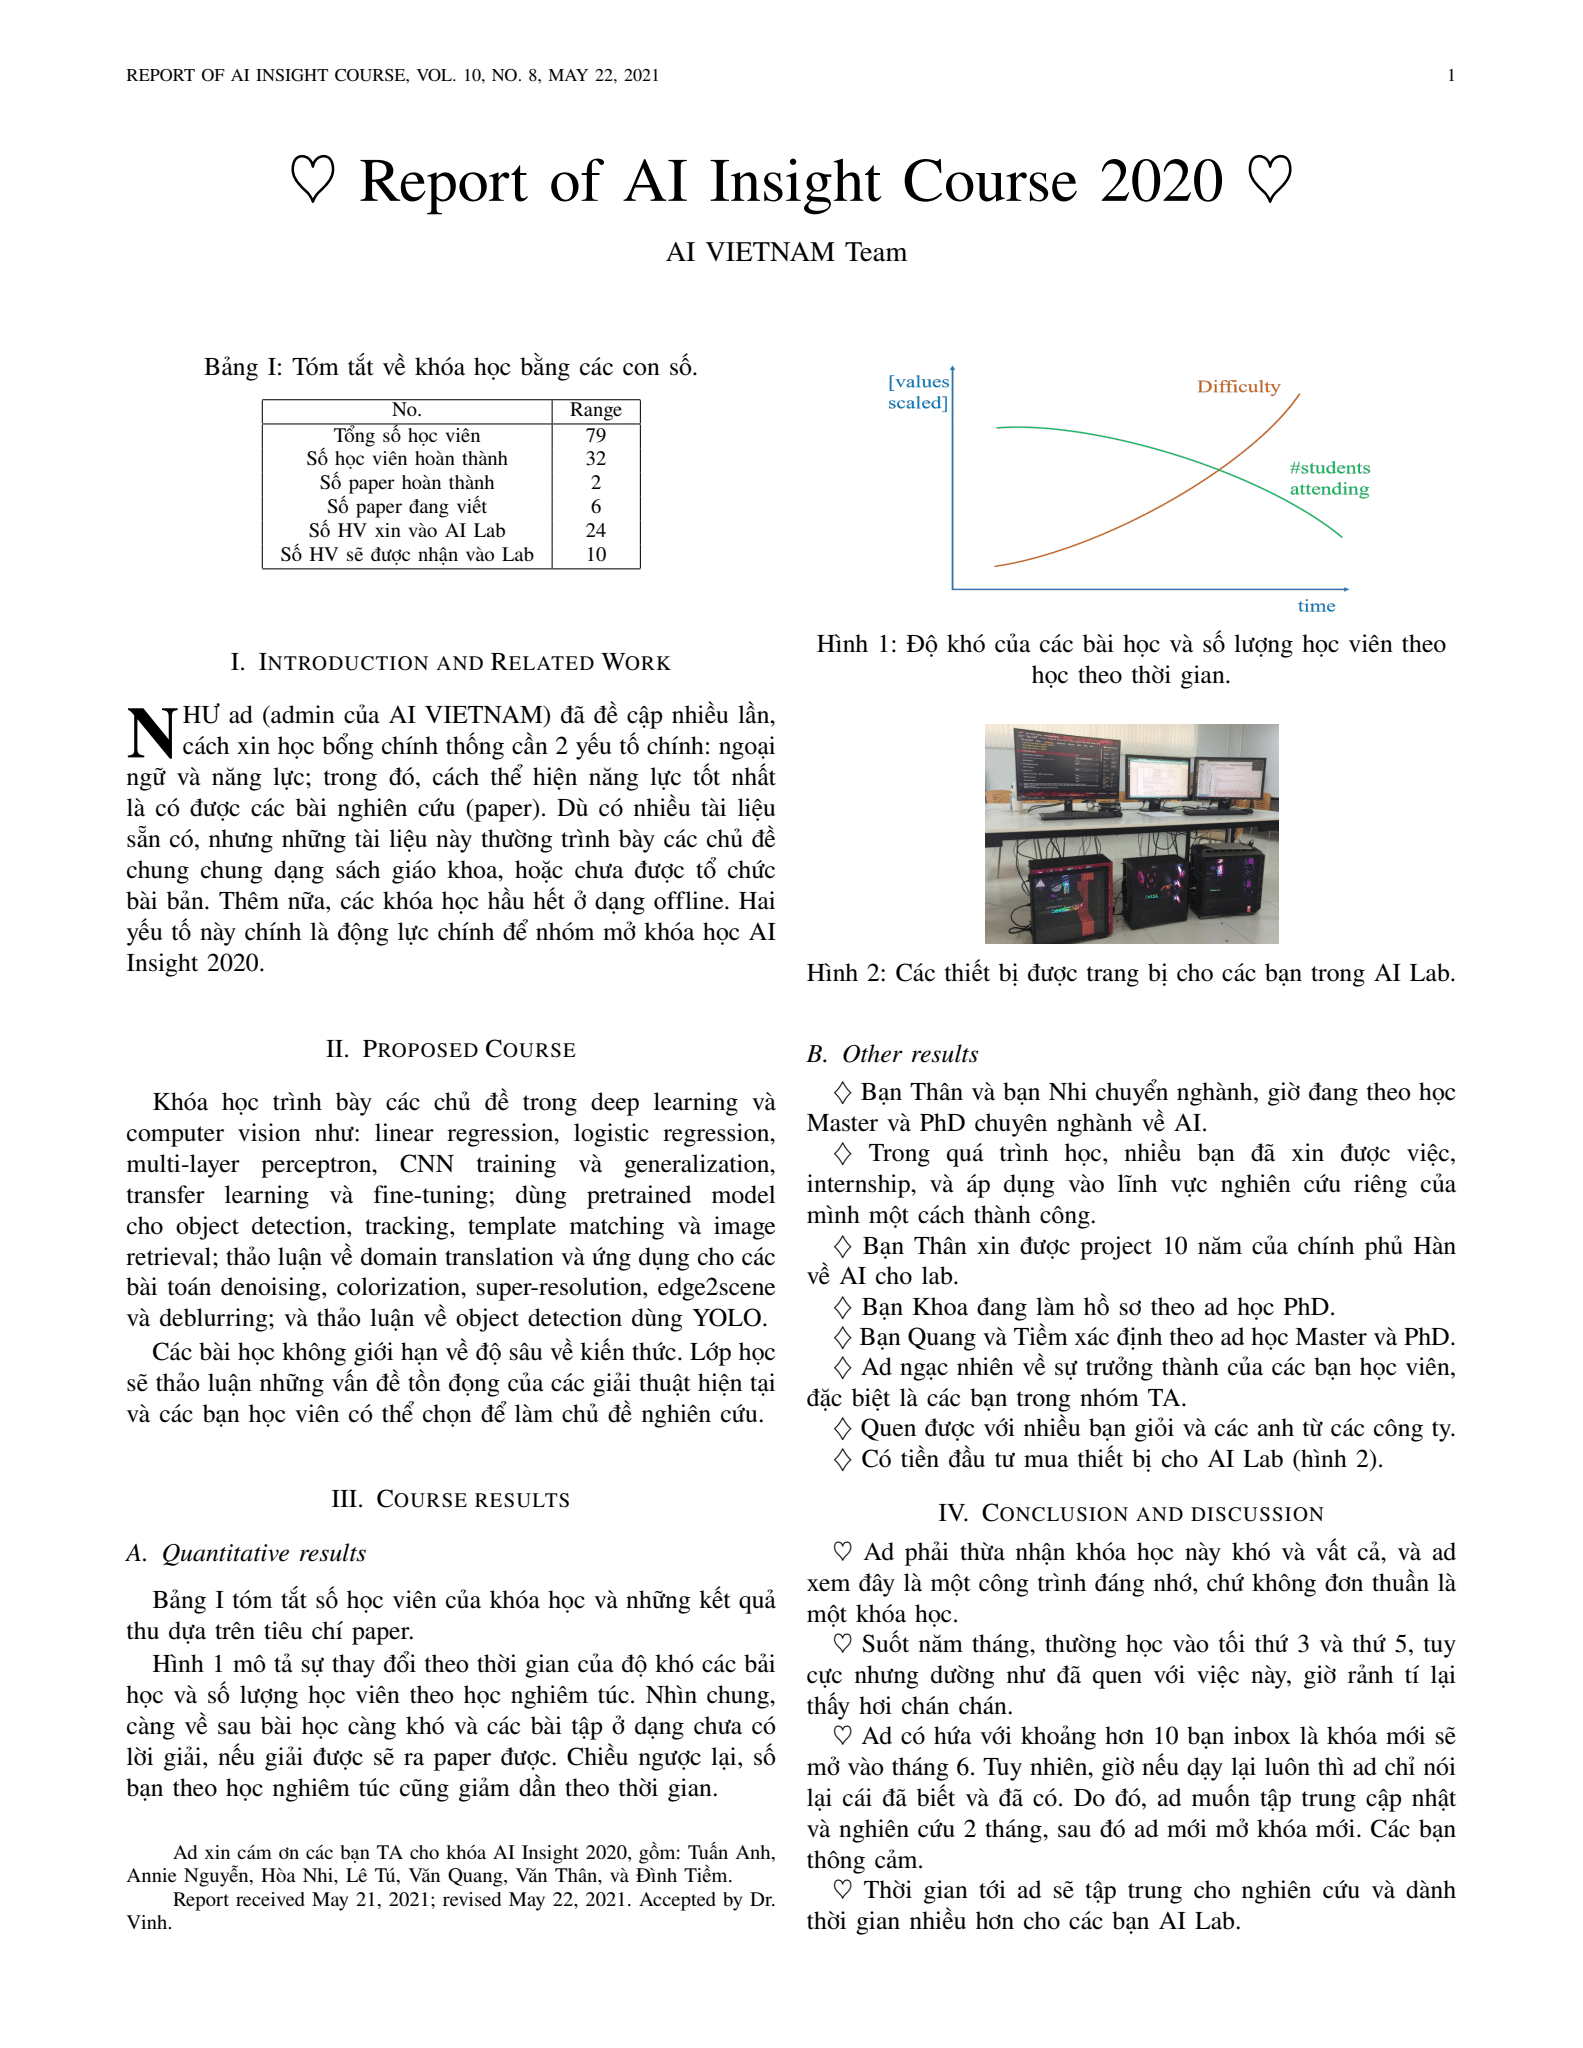 REPORT OF AI INSIGHT COURSE, VOL. 10, NO. 8, MAY 22, 2021 1
♡ Report of AI Insight Course 2020 ♡
AI VIETNAM Team
Bảng I: Tóm tắt về khóa học bằng các con số.
No. Range
Tổng số học viên 79
Số học viên hoàn thành 32
Số paper hoàn thành 2
Số paper đang viết 6
Số HV xin vào AI Lab 24
Số HV sẽ được nhận vào Lab 10
I. INTRODUCTION AND RELATED WORK
NHƯ ad (admin của AI VIETNAM) đã đề cập nhiều lần,
cách xin học bổng chính thống cần 2 yếu tố chính: ngoại
ngữ và năng lực; trong đó, cách thể hiện năng lực tốt nhất
là có được các bài nghiên cứu (paper). Dù có nhiều tài liệu
sẵn có, nhưng những tài liệu này thường trình bày các chủ đề
chung chung dạng sách giáo khoa, hoặc chưa được tổ chức
bài bản. Thêm nữa, các khóa học hầu hết ở dạng offline. Hai
yếu tố này chính là động lực chính để nhóm mở khóa học AI
Insight 2020.
II. PROPOSED COURSE
Khóa học trình bày các chủ đề trong deep learning và
computer vision như: linear regression, logistic regression,
multi-layer perceptron, CNN training và generalization,
transfer learning và fine-tuning; dùng pretrained model
cho object detection, tracking, template matching và image
retrieval; thảo luận về domain translation và ứng dụng cho các
bài toán denoising, colorization, super-resolution, edge2scene
và deblurring; và thảo luận về object detection dùng YOLO.
Các bài học không giới hạn về độ sâu về kiến thức. Lớp học
sẽ thảo luận những vấn đề tồn đọng của các giải thuật hiện tại
và các bạn học viên có thể chọn để làm chủ đề nghiên cứu.
III. COURSE RESULTS
A. Quantitative results
Bảng I tóm tắt số học viên của khóa học và những kết quả
thu dựa trên tiêu chí paper.
Hình 1 mô tả sự thay đổi theo thời gian của độ khó các bải
học và số lượng học viên theo học nghiêm túc. Nhìn chung,
càng về sau bài học càng khó và các bài tập ở dạng chưa có
lời giải, nếu giải được sẽ ra paper được. Chiều ngược lại, số
bạn theo học nghiêm túc cũng giảm dần theo thời gian.
Ad xin cám ơn các bạn TA cho khóa AI Insight 2020, gồm: Tuấn Anh,
Annie Nguyễn, Hòa Nhi, Lê Tú, Văn Quang, Văn Thân, và Đình Tiềm.
Report received May 21, 2021; revised May 22, 2021. Accepted by Dr.
Vinh.
[values
scaled]
Difficulty
#students
attending
time
Hình 1: Độ khó của các bài học và số lượng học viên theo
học theo thời gian.
Hình 2: Các thiết bị được trang bị cho các bạn trong AI Lab.
B. Other results
♢ Bạn Thân và bạn Nhi chuyển nghành, giờ đang theo học
Master và PhD chuyên nghành về AI.
♢ Trong quá trình học, nhiều bạn đã xin được việc,
internship, và áp dụng vào lĩnh vực nghiên cứu riêng của
mình một cách thành công.
♢ Bạn Thân xin được project 10 năm của chính phủ Hàn
về AI cho lab.
♢ Bạn Khoa đang làm hồ sơ theo ad học PhD.
♢ Bạn Quang và Tiềm xác định theo ad học Master và PhD.
♢ Ad ngạc nhiên về sự trưởng thành của các bạn học viên,
đặc biệt là các bạn trong nhóm TA.
♢ Quen được với nhiều bạn giỏi và các anh từ các công ty.
♢ Có tiền đầu tư mua thiết bị cho AI Lab (hình 2).
IV. CONCLUSION AND DISCUSSION
♡ Ad phải thừa nhận khóa học này khó và vất cả, và ad
xem đây là một công trình đáng nhớ, chứ không đơn thuần là
một khóa học.
♡ Suốt năm tháng, thường học vào tối thứ 3 và thứ 5, tuy
cực nhưng dường như đã quen với việc này, giờ rảnh tí lại
thấy hơi chán chán.
♡ Ad có hứa với khoảng hơn 10 bạn inbox là khóa mới sẽ
mở vào tháng 6. Tuy nhiên, giờ nếu dạy lại luôn thì ad chỉ nói
lại cái đã biết và đã có. Do đó, ad muốn tập trung cập nhật
và nghiên cứu 2 tháng, sau đó ad mới mở khóa mới. Các bạn
thông cảm.
♡ Thời gian tới ad sẽ tập trung cho nghiên cứu và dành
thời gian nhiều hơn cho các bạn AI Lab.